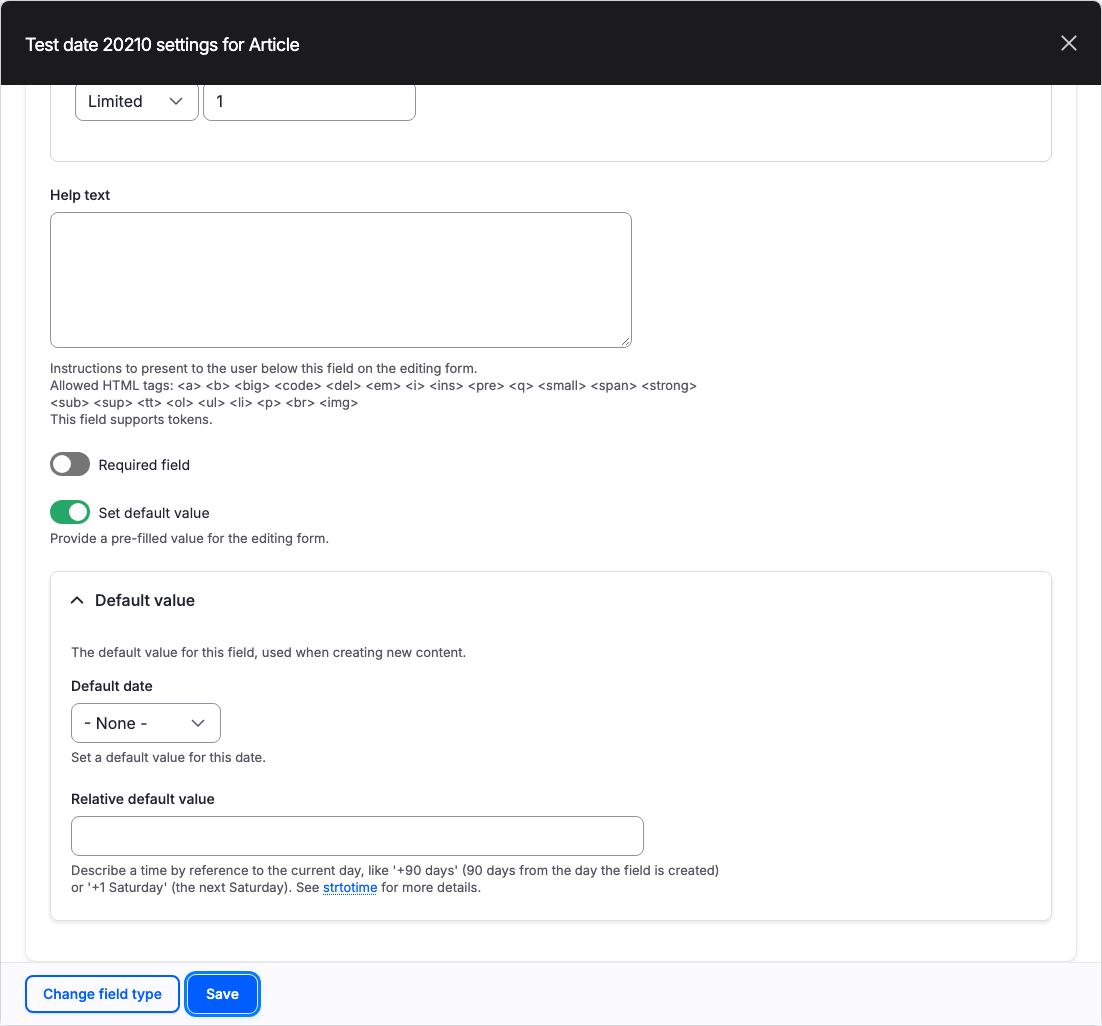 Test date 20210 settings for Article
Limited
1
Help text
Instructions to present to the user below this field on the editing form.
Allowed HTML tags: <a> <b> <big> <code> <del> <em> <i> <ins> <pre> <q> <small> <span> <strong>
<sub> <sup> <tt> <ol> <ul> <li> <p> <br> <img>
This field supports tokens.
Required field
Set default value
Provide a pre-filled value for the editing form.
Default value
The default value for this field, used when creating new content.
Default date
- None -
Set a default value for this date.
Relative default value
Describe a time by reference to the current day, like '+90 days' (90 days from the day the field is created)
or '+1 Saturday' (the next Saturday). See strtotime for more details.
Change field type
Save